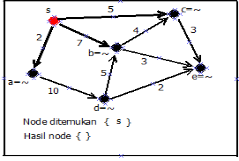 s
5
c=~
2
7
4
b=~
3
3
a=~
5
e=~
10
2
d=~
Node ditemukan { s }
Hasil node { }